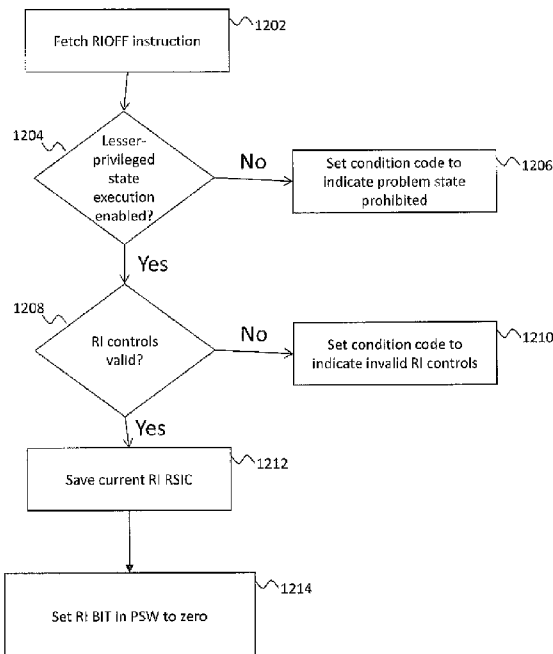 Fetch RIOFF instruction
1202
1204
Lesser-
privileged
state
execution
enabled?
No
Set condition code to
indicate problem state
prohibited
1206
Yes
1208
RI controls
valid?
No
Set condition code to
indicate invalid RI controls
1210
Yes
Save current RI RSIC
1212
Set RI BIT in PSW to zero
1214